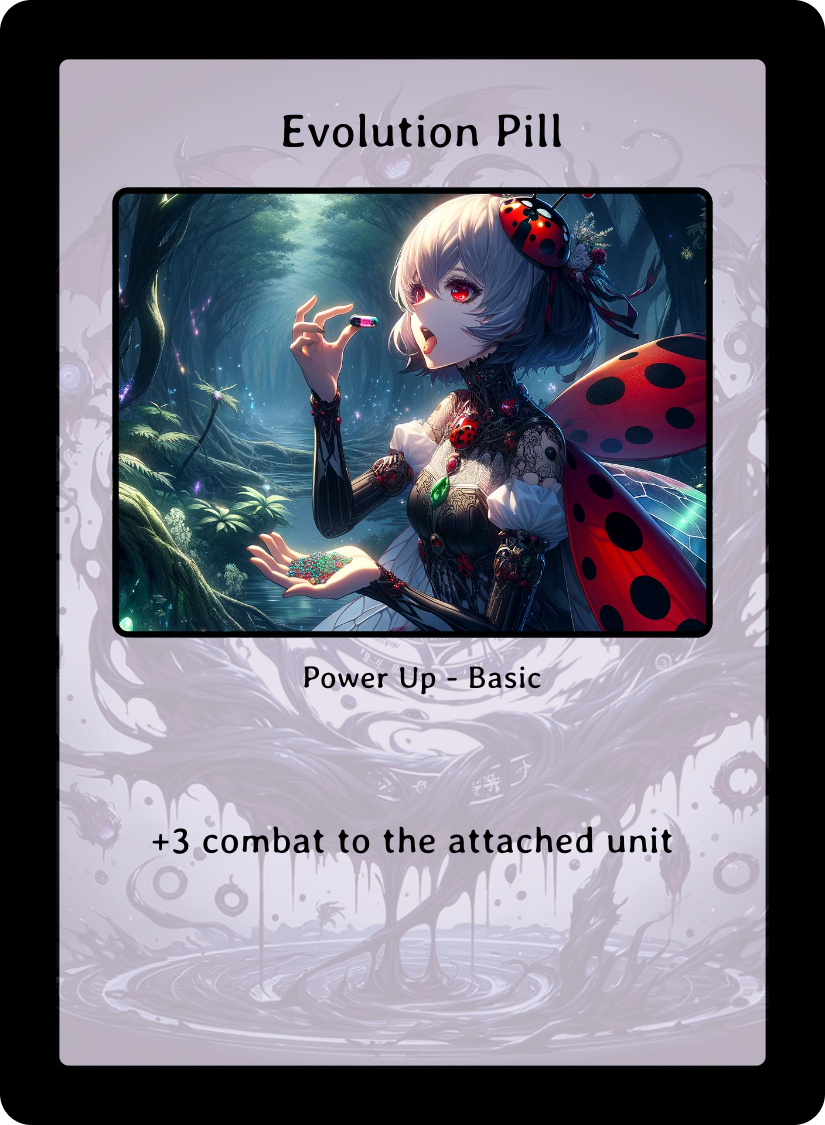 Evolution Pill
Power Up - Basic
+3 combat to the attached unit